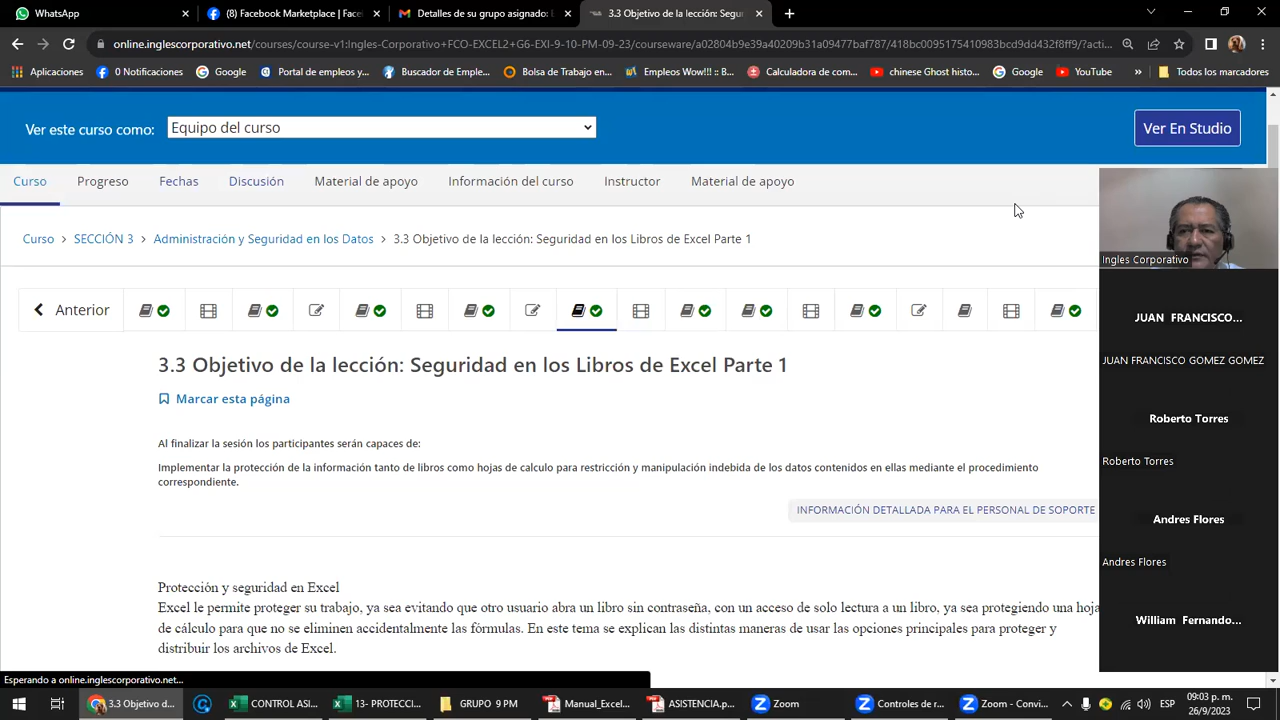 WhatsApp
(8) Facebook Marketplace | Face
Detalles de su grupo asignado: E
3.3 Objetivo de la lección: Segur
online.inglescorporativo.net/courses/course-v1:Ingles-Corporativo+FCO-EXCEL2+G6-EXI-9-10-PM-09-23/courseware/a02804b9e39a40209b31a09477baf787/418bc0095175410983bcd9dd432f8ff9/?acti...
Aplicaciones
0 Notificaciones
Google
Portal de empleos y...
Buscador de Emple...
Bolsa de Trabajo en...
Empleos Wow!!! :: B...
Calculadora de com...
chinese Ghost histo...
Google
YouTube
»
Todos los marcadores
Ver este curso como:
Equipo del curso
Ver En Studio
Curso
Progreso
Fechas
Discusión
Material de apoyo
Información del curso
Instructor
Material de apoyo
Curso > SECCIÓN 3 > Administración y Seguridad en los Datos > 3.3 Objetivo de la lección: Seguridad en los Libros de Excel Parte 1
Ingles Corporativo
Anterior
JUAN FRANCISCO...
JUAN FRANCISCO GOMEZ GOMEZ
3.3 Objetivo de la lección: Seguridad en los Libros de Excel Parte 1
Marcar esta página
Roberto Torres
Roberto Torres
Al finalizar la sesión los participantes serán capaces de:
Implementar la protección de la información tanto de libros como hojas de calculo para restricción y manipulación indebida de los datos contenidos en ellas mediante el procedimiento
correspondiente.
INFORMACIÓN DETALLADA PARA EL PERSONAL DE SOPORTE
Andres Flores
Andres Flores
Protección y seguridad en Excel
Excel le permite proteger su trabajo, ya sea evitando que otro usuario abra un libro sin contraseña, con un acceso de solo lectura a un libro, ya sea protegiendo una hoja
de cálculo para que no se eliminen accidentalmente las fórmulas. En este tema se explican las distintas maneras de usar las opciones principales para proteger y
distribuir los archivos de Excel.
William Fernando...
Esperando a online.inglescorporativo.net...
3.3 Objetivo d...
CONTROL ASI...
13- PROTECCI...
GRUPO 9 PM
Manual_Excel...
ASISTENCIA.p...
Zoom
Controles de r...
Zoom - Convi...
ESP
09:03 p. m.
26/9/2023